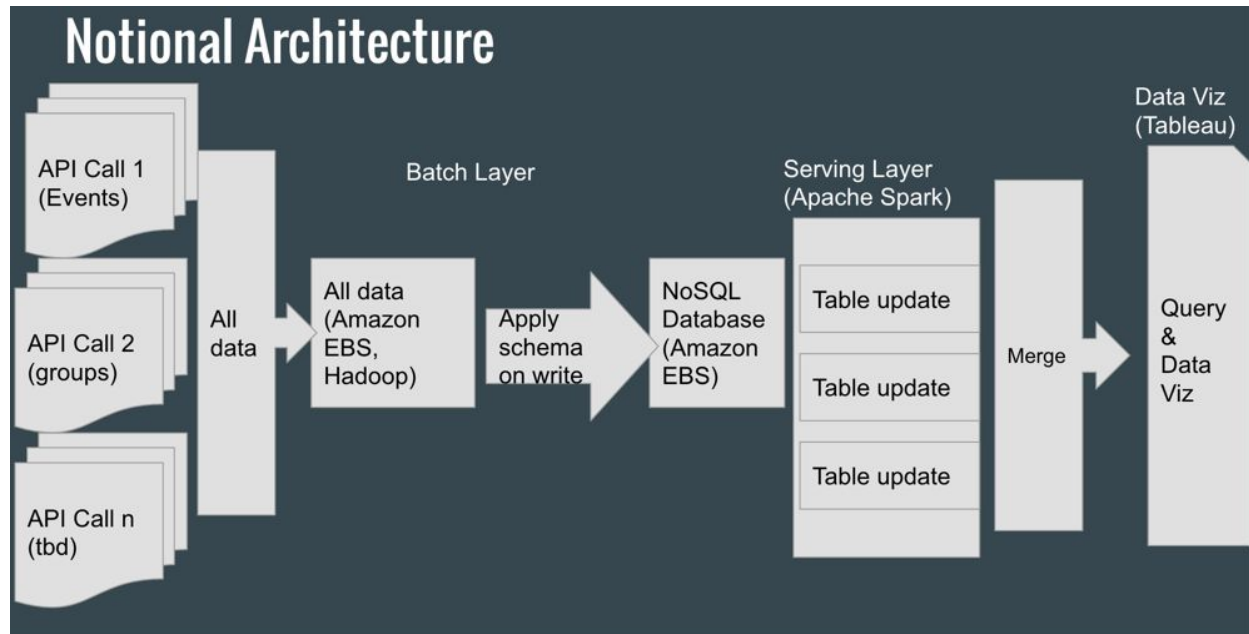 Notional Architecture
API Call 1
(Events)
API Call 2
(groups)
API Call n
(tbd)
All
data
Batch Layer
All data
(Amazon
EBS,
Hadoop)
Apply
schema
on write
NoSQL
Database
(Amazon
EBS)
Serving Layer
(Apache Spark)
Table update
Table update
Table update
Merge
Data Viz
(Tableau)
Query
&
Data
Viz